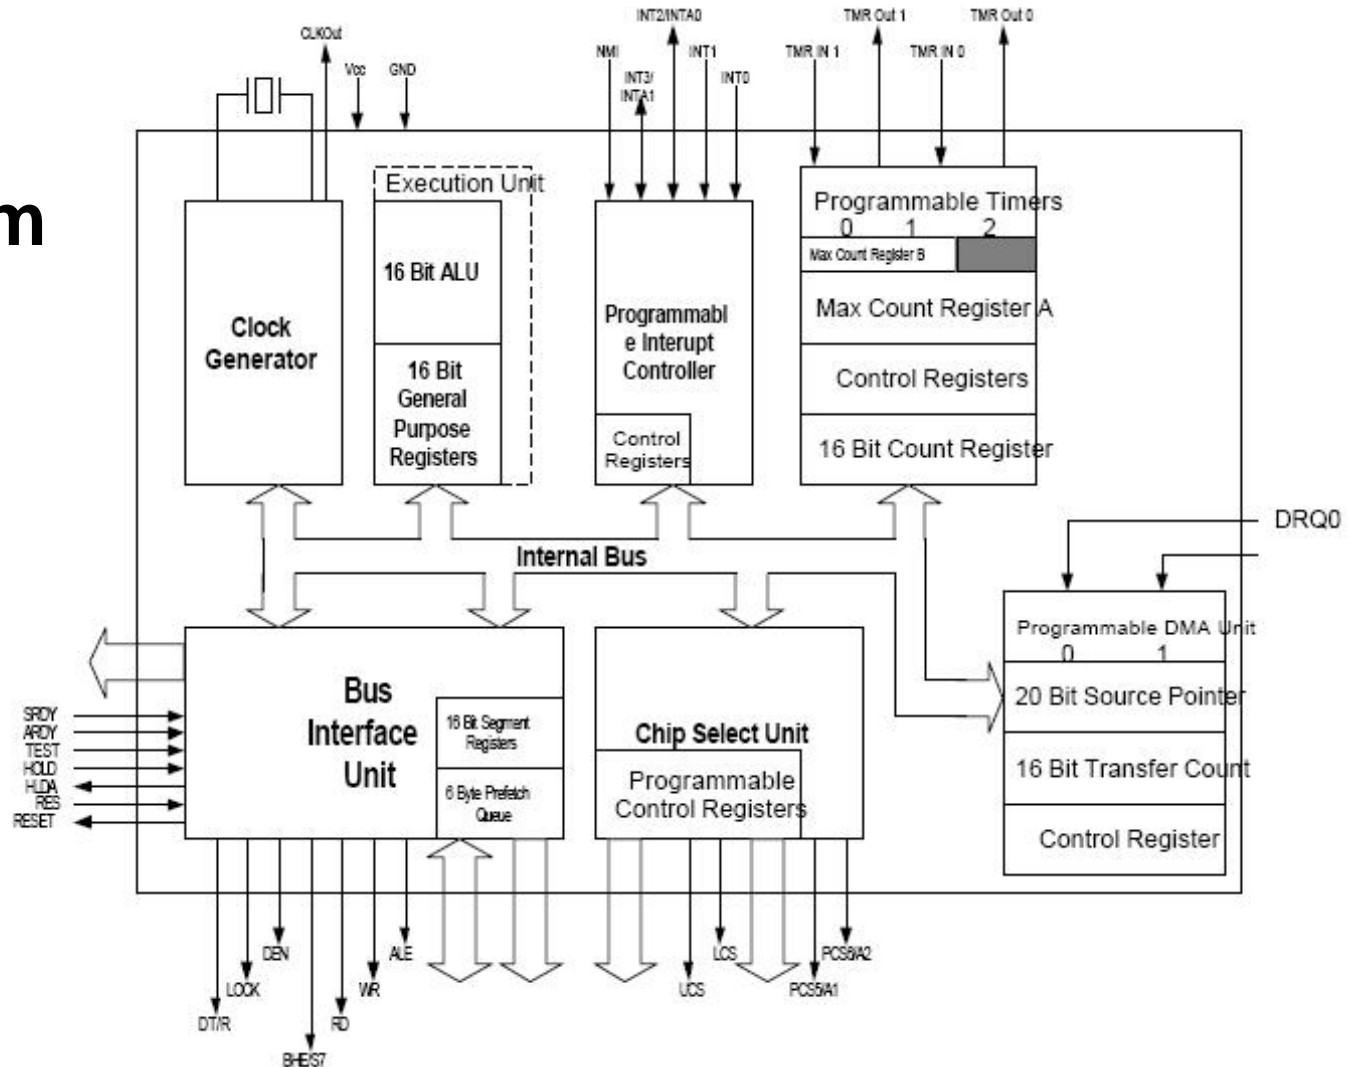 m
CLKOut
Vcc
GND
NMI
INT3/
INTA1
INT2/INTA0
INT1
INT0
TMR IN 1
TMR Out 1
TMR IN 0
TMR Out 0
Clock
Generator
Execution Unit
16 Bit ALU
16 Bit
General
Purpose
Registers
Programmabl
e Interupt
Controller
Control
Registers
Programmable Timers
0 1 2
Max Count Register B
Max Count Register A
Control Registers
16 Bit Count Register
Internal Bus
DRQ0
Programmable DMA Unit
0 1
20 Bit Source Pointer
16 Bit Transfer Count
Control Register
Bus
Interface
Unit
16 Bit Segment
Registers
6 Byte Prefetch
Queue
Chip Select Unit
Programmable
Control Registers
SRDY
ARDY
TEST
HOLD
HLDA
RES
RESET
DT/R
LOCK
DEN
BHE/S7
RD
WR
ALE
UCS
LCS
PCS5/A1
PCS6/A2